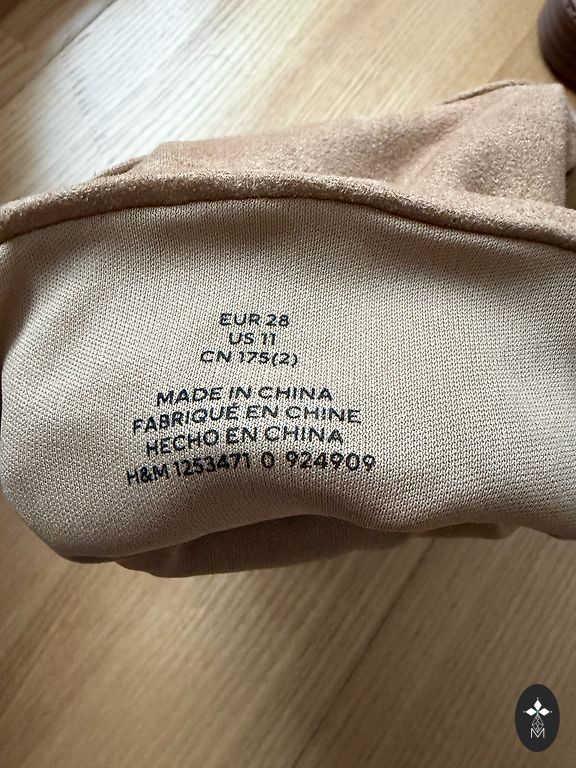 EUR 28
US 11
CN 175(2)
MADE IN CHINA
FABRIQUÉ EN CHINE
HECHO EN CHINA
H&M 1253471 0 924909
M